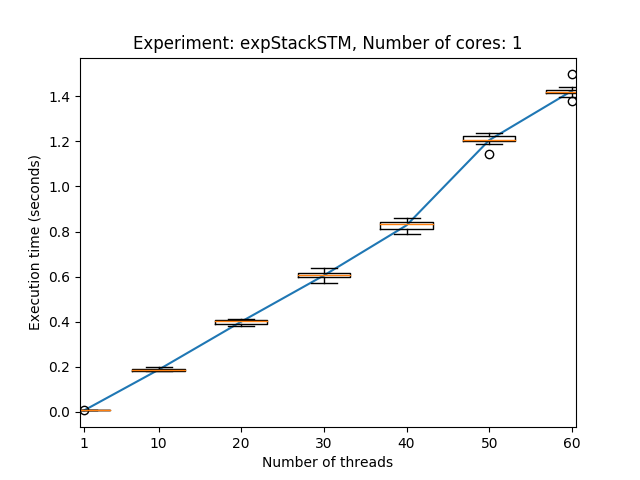 Experiment: expStackSTM, Number of cores: 1
Execution time (seconds)
1.4
1.2
1.0
0.8
0.6
0.4
0.2
0.0
1 10 20 30 40 50 60
Number of threads